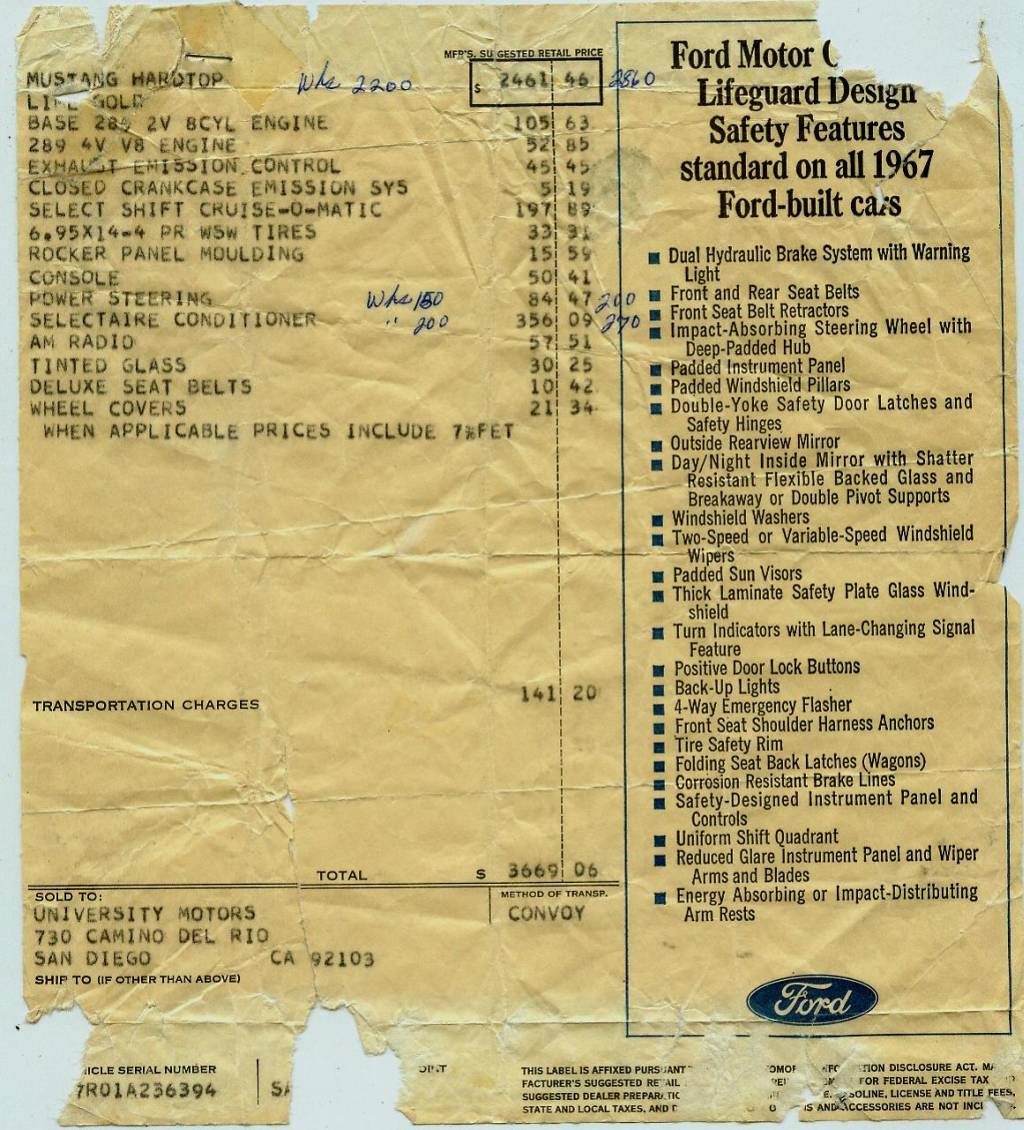 MFR'S. SUGGESTED RETAIL PRICE
MUSTANG HARDTOP Whs 2200 $ 2461 46 2860
LIME GOLD
BASE 289 2V 8CYL ENGINE 105 63
289 4V V8 ENGINE 52 85
EXHAUST EMISSION CONTROL 45 45
CLOSED CRANKCASE EMISSION SYS 5 19
SELECT SHIFT CRUISE-O-MATIC 197 89
6.95X14-4 PR WSW TIRES 33 31
ROCKER PANEL MOULDING 15 59
CONSOLE 50 41
POWER STEERING Whs 150 84 47 200
SELECTAIRE CONDITIONER " 200 356 09 270
AM RADIO 57 51
TINTED GLASS 30 25
DELUXE SEAT BELTS 10 42
WHEEL COVERS 21 34
WHEN APPLICABLE PRICES INCLUDE 7%FET
TRANSPORTATION CHARGES 141 20
TOTAL $ 3669 06
SOLD TO:
UNIVERSITY MOTORS
730 CAMINO DEL RIO
SAN DIEGO CA 92103
METHOD OF TRANSP.
CONVOY
SHIP TO (IF OTHER THAN ABOVE)
Ford Motor
Lifeguard Design
Safety Features
standard on all 1967
Ford-built cars
■ Dual Hydraulic Brake System with Warning
Light
■ Front and Rear Seat Belts
■ Front Seat Belt Retractors
■ Impact-Absorbing Steering Wheel with
Deep-Padded Hub
■ Padded Instrument Panel
■ Padded Windshield Pillars
■ Double-Yoke Safety Door Latches and
Safety Hinges
■ Outside Rearview Mirror
■ Day/Night Inside Mirror with Shatter
Resistant Flexible Backed Glass and
Breakaway or Double Pivot Supports
■ Windshield Washers
■ Two-Speed or Variable-Speed Windshield
Wipers
■ Padded Sun Visors
■ Thick Laminate Safety Plate Glass Wind-
shield
■ Turn Indicators with Lane-Changing Signal
Feature
■ Positive Door Lock Buttons
■ Back-Up Lights
■ 4-Way Emergency Flasher
■ Front Seat Shoulder Harness Anchors
■ Tire Safety Rim
■ Folding Seat Back Latches (Wagons)
■ Corrosion Resistant Brake Lines
■ Safety-Designed Instrument Panel and
Controls
■ Uniform Shift Quadrant
■ Reduced Glare Instrument Panel and Wiper
Arms and Blades
■ Energy Absorbing or Impact-Distributing
Arm Rests
Ford
SERIAL NUMBER
7R01A236394
THIS LABEL IS AFFIXED PURSUANT DISCLOSURE ACT.
FACTURER'S SUGGESTED RETAIL FOR FEDERAL EXCISE TAX
SUGGESTED DEALER LICENSE AND TITLE FEES,
STATE AND LOCAL TAXES, AND ACCESSORIES ARE NOT